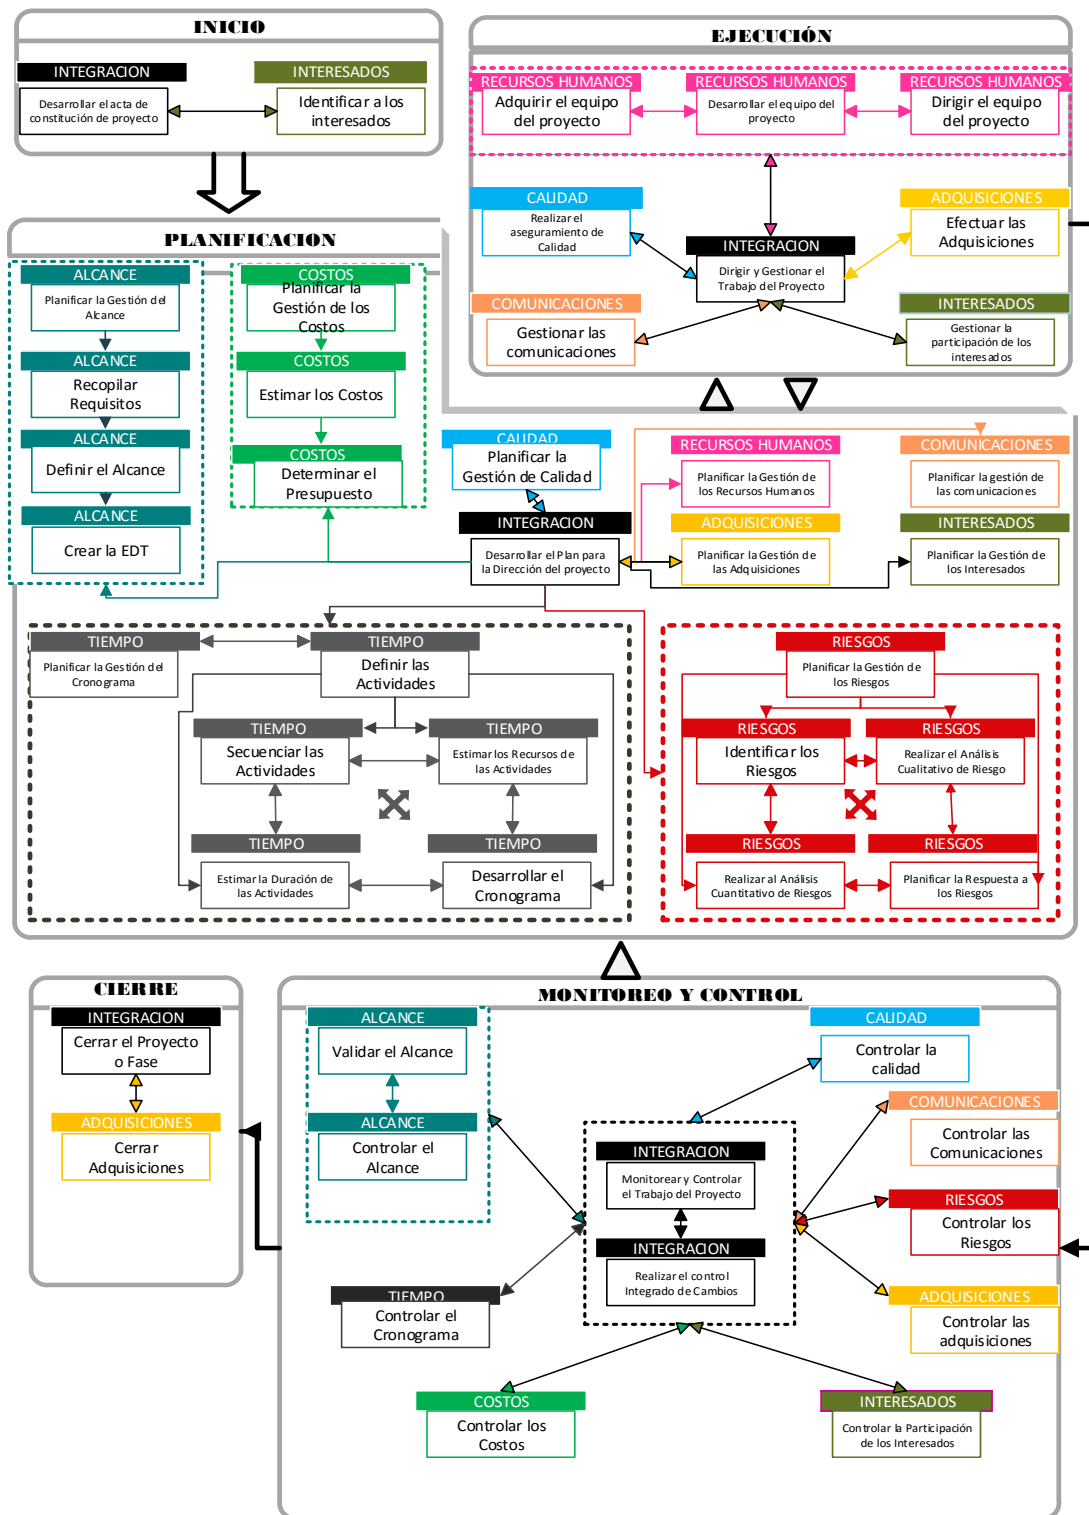 INICIO
INTEGRACION
Desarrollar el acta de
constitución de proyecto
INTERESADOS
Identificar a los
interesados
EJECUCIÓN
RECURSOS HUMANOS
Adquirir el equipo
del proyecto
RECURSOS HUMANOS
Desarrollar el equipo del
proyecto
RECURSOS HUMANOS
Dirigir el equipo
del proyecto
CALIDAD
Realizar el
aseguramiento de
Calidad
ADQUISICIONES
Efectuar las
Adquisiciones
INTEGRACION
Dirigir y Gestionar el
Trabajo del Proyecto
COMUNICACIONES
Gestionar las
comunicaciones
INTERESADOS
Gestionar la
participación de los
interesados
PLANIFICACION
ALCANCE
Planificar la Gestión del
Alcance
ALCANCE
Recopilar
Requisitos
ALCANCE
Definir el Alcance
ALCANCE
Crear la EDT
COSTOS
Planificar la
Gestión de los
Costos
COSTOS
Estimar los Costos
COSTOS
Determinar el
Presupuesto
CALIDAD
Planificar la
Gestión de Calidad
INTEGRACION
Desarrollar el Plan para
la Dirección del proyecto
RECURSOS HUMANOS
Planificar la Gestión de
los Recursos Humanos
ADQUISICIONES
Planificar la Gestión de
las Adquisiciones
COMUNICACIONES
Planificar la gestión de
las comunicaciones
INTERESADOS
Planificar la Gestión de
los Interesados
TIEMPO
Planificar la Gestión del
Cronograma
TIEMPO
Definir las
Actividades
TIEMPO
Secuenciar las
Actividades
TIEMPO
Estimar los Recursos de
las Actividades
TIEMPO
Estimar la Duración de
las Actividades
TIEMPO
Desarrollar el
Cronograma
RIESGOS
Planificar la Gestión de
los Riesgos
RIESGOS
Identificar los
Riesgos
RIESGOS
Realizar el Análisis
Cualitativo de Riesgo
RIESGOS
Realizar al Análisis
Cuantitativo de Riesgos
RIESGOS
Planificar la Respuesta a
los Riesgos
CIERRE
INTEGRACION
Cerrar el Proyecto
o Fase
ADQUISICIONES
Cerrar
Adquisiciones
MONITOREO Y CONTROL
ALCANCE
Validar el Alcance
ALCANCE
Controlar el
Alcance
CALIDAD
Controlar la
calidad
COMUNICACIONES
Controlar las
Comunicaciones
INTEGRACION
Monitorear y Controlar
el Trabajo del Proyecto
INTEGRACION
Realizar el control
Integrado de Cambios
RIESGOS
Controlar los
Riesgos
TIEMPO
Controlar el
Cronograma
ADQUISICIONES
Controlar las
adquisiciones
COSTOS
Controlar los
Costos
INTERESADOS
Controlar la Participación
de los Interesados